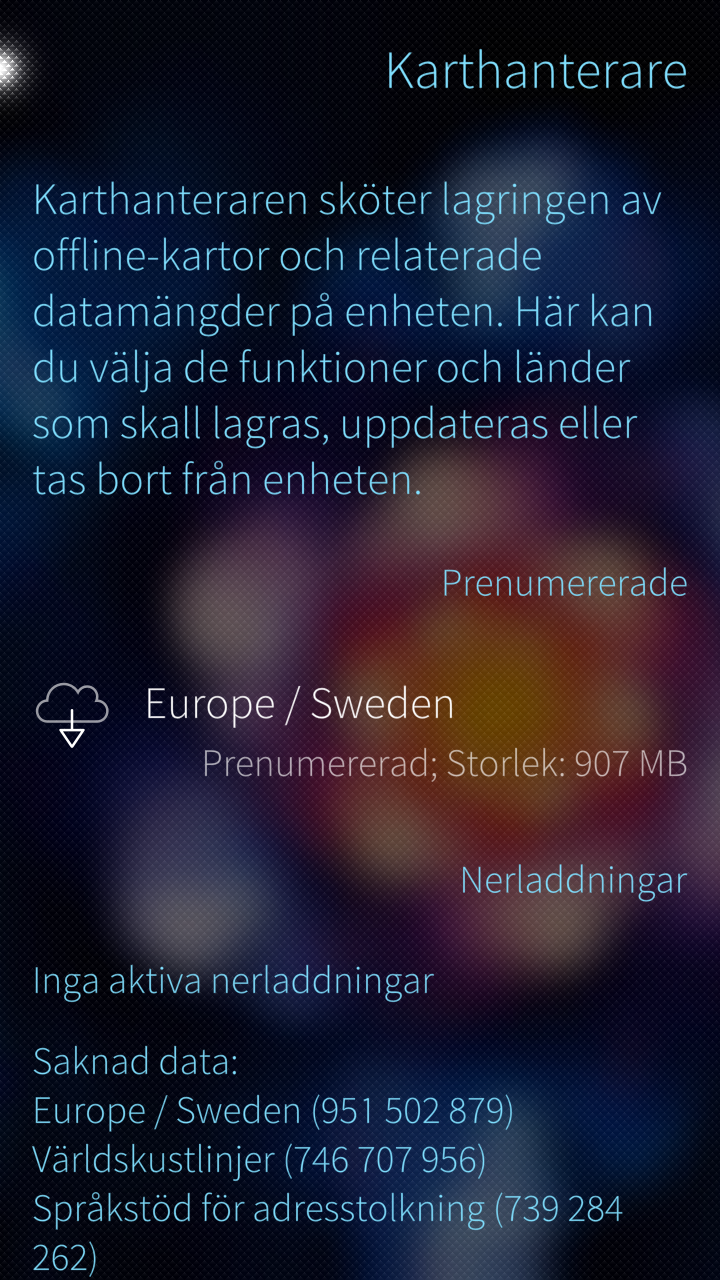 Karthanterare
Karthanteraren sköter lagringen av
offline-kartor och relaterade
datamängder på enheten. Här kan
du välja de funktioner och länder
som skall lagras, uppdateras eller
tas bort från enheten.
Prenumererade
Europe / Sweden
Prenumererad; Storlek: 907 MB
Nerladdningar
Inga aktiva nerladdningar
Saknad data:
Europe / Sweden (951 502 879)
Världskustlinjer (746 707 956)
Språkstöd för adresstolkning (739 284
262)